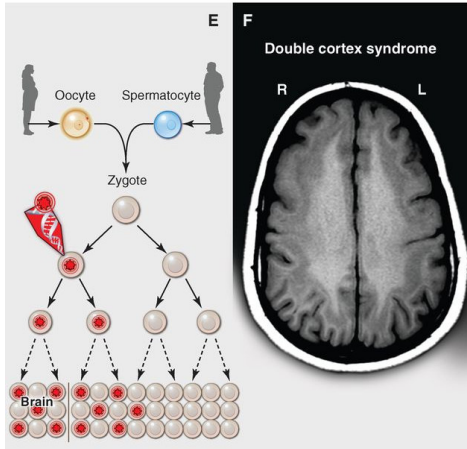 E
Oocyte
Spermatocyte
Zygote
Brain
F
Double cortex syndrome
R
L